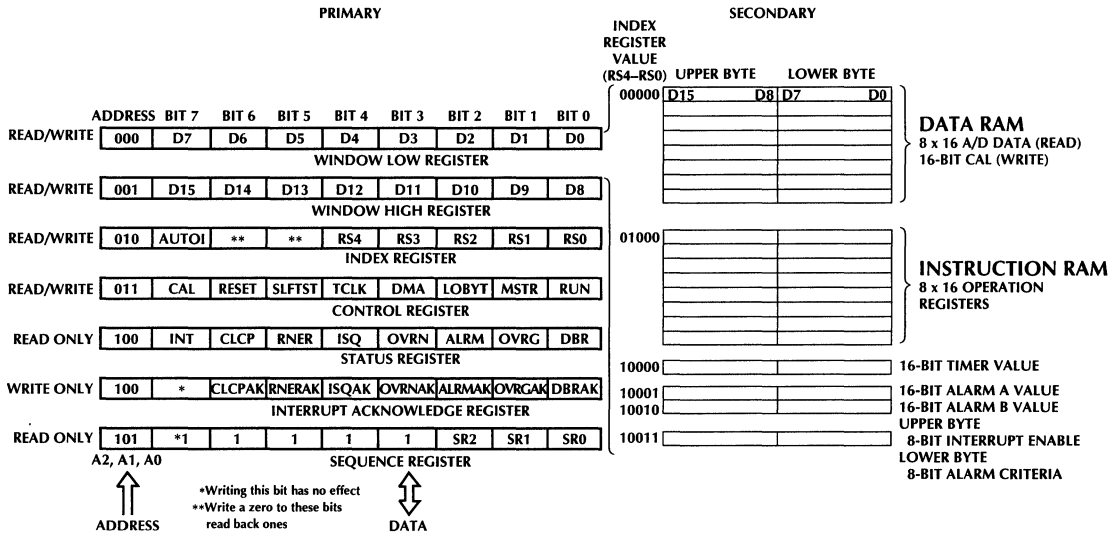 PRIMARY
SECONDARY
INDEX
REGISTER
VALUE
(RS4–RS0) UPPER BYTE LOWER BYTE
00000 D15 D8 D7 D0
DATA RAM
8 x 16 A/D DATA (READ)
16-BIT CAL (WRITE)
01000
INSTRUCTION RAM
8 x 16 OPERATION
REGISTERS
10000 16-BIT TIMER VALUE
10001 16-BIT ALARM A VALUE
10010 16-BIT ALARM B VALUE
UPPER BYTE
10011 8-BIT INTERRUPT ENABLE
LOWER BYTE
8-BIT ALARM CRITERIA
ADDRESS BIT 7 BIT 6 BIT 5 BIT 4 BIT 3 BIT 2 BIT 1 BIT 0
READ/WRITE 000 D7 D6 D5 D4 D3 D2 D1 D0
WINDOW LOW REGISTER
READ/WRITE 001 D15 D14 D13 D12 D11 D10 D9 D8
WINDOW HIGH REGISTER
READ/WRITE 010 AUTOI ** ** RS4 RS3 RS2 RS1 RS0
INDEX REGISTER
READ/WRITE 011 CAL RESET SLFTST TCLK DMA LOBYT MSTR RUN
CONTROL REGISTER
READ ONLY 100 INT CLCP RNER ISQ OVRN ALRM OVRG DBR
STATUS REGISTER
WRITE ONLY 100 * CLCPAK RNERAK ISQAK OVRNAK ALRMAK OVRGAK DBRAK
INTERRUPT ACKNOWLEDGE REGISTER
READ ONLY 101 *1 1 1 1 1 SR2 SR1 SR0
A2, A1, A0 SEQUENCE REGISTER
*Writing this bit has no effect
**Write a zero to these bits
read back ones
ADDRESS DATA